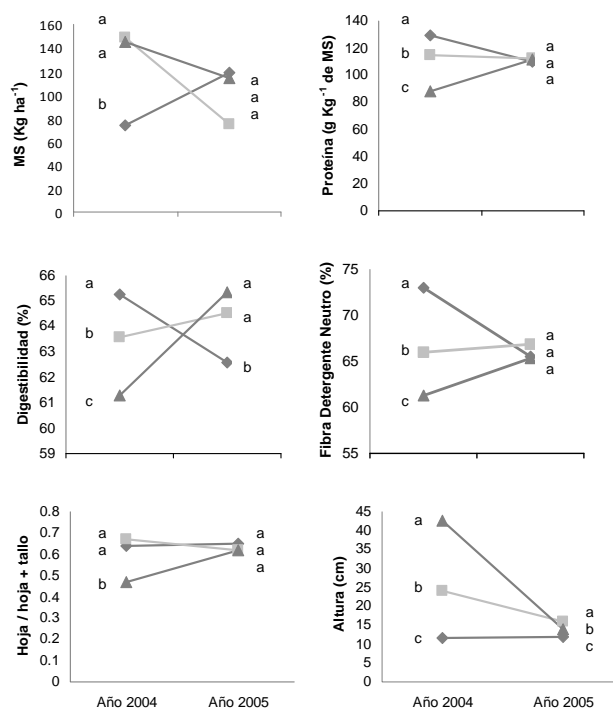 MS (Kg ha-1)
160
140
120
100
80
60
40
20
0
a
a
b
a
a
a
Proteína (g Kg-1 de MS)
140
120
100
80
60
40
20
0
a
b
c
a
a
a
Digestibilidad (%)
66
65
64
63
62
61
60
59
a
b
c
a
a
b
Fibra Detergente Neutro (%)
75
70
65
60
55
a
b
c
a
a
a
Hoja / hoja + tallo
0.8
0.7
0.6
0.5
0.4
0.3
0.2
0.1
0
a
a
b
a
a
a
Año 2004
Año 2005
Altura (cm)
45
40
35
30
25
20
15
10
5
0
a
b
c
a
b
c
Año 2004
Año 2005